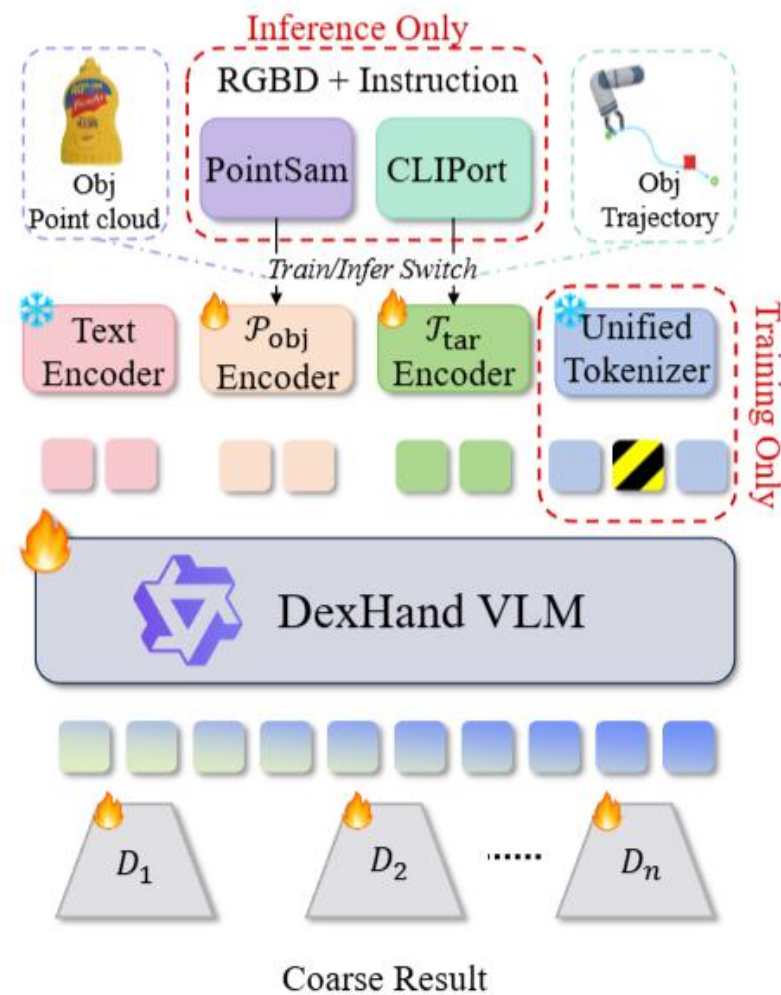 Inference Only
RGBD + Instruction
PointSam
CLIPort
Obj
Point cloud
Obj
Trajectory
Train/Infer Switch
Text
Encoder
𝒫obj
Encoder
𝒯tar
Encoder
Unified
Tokenizer
Training Only
DexHand VLM
D1
D2
......
Dn
Coarse Result